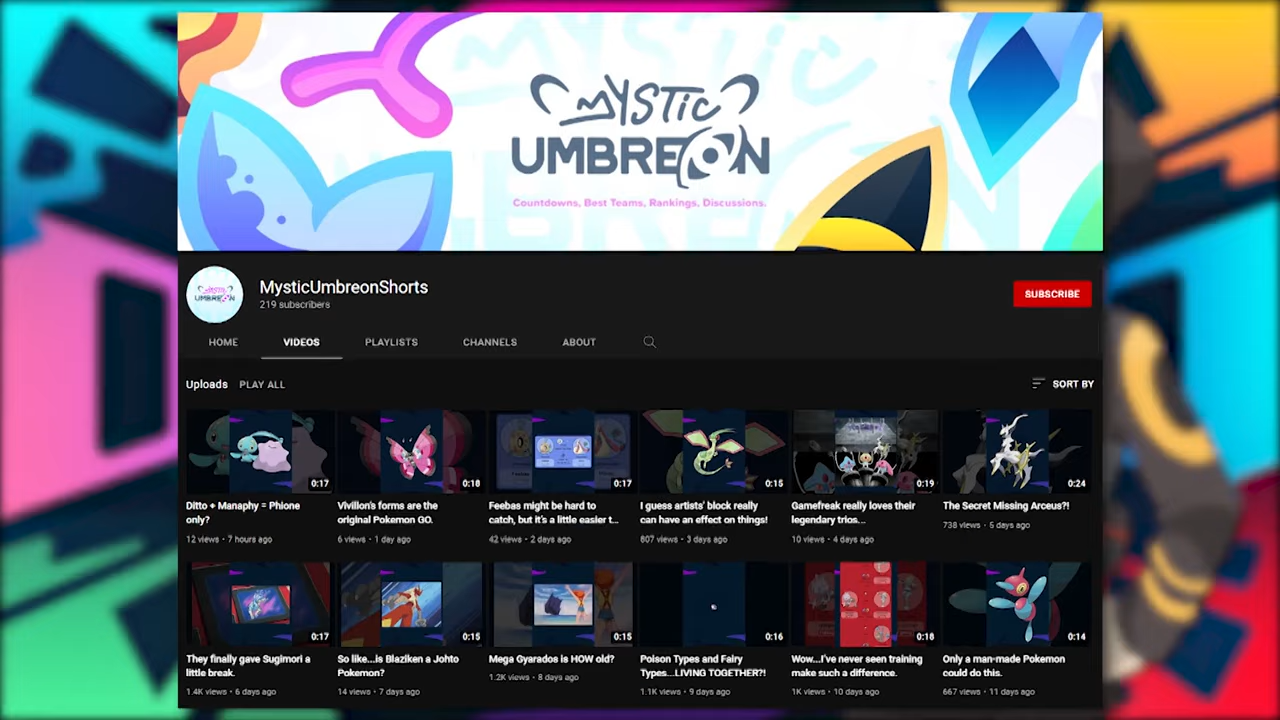 MYSTIC
UMBREON
Countdowns, Best Teams, Rankings, Discussions.
MYSTIC
UMBREON
MysticUmbreonShorts
219 subscribers
SUBSCRIBE
HOME VIDEOS PLAYLISTS CHANNELS ABOUT
Uploads PLAY ALL SORT BY
0:17 0:18 0:17 0:15 0:19 0:24
Ditto + Manaphy = Phione
only?
12 views • 7 hours ago
Vivillon's forms are the
original Pokemon GO.
6 views • 1 day ago
Feebas might be hard to
catch, but it's a little easier t...
42 views • 2 days ago
I guess artists' block really
can have an effect on things!
807 views • 3 days ago
Gamefreak really loves their
legendary trios...
10 views • 4 days ago
The Secret Missing Arceus?!
738 views • 5 days ago
0:17 0:15 0:15 0:16 0:18 0:14
They finally gave Sugimori a
little break.
1.4K views • 6 days ago
So like...is Blaziken a Johto
Pokemon?
14 views • 7 days ago
Mega Gyarados is HOW old?
1.2K views • 8 days ago
Poison Types and Fairy
Types...LIVING TOGETHER?!
1.1K views • 9 days ago
Wow...I've never seen training
make such a difference.
1K views • 10 days ago
Only a man-made Pokemon
could do this.
667 views • 11 days ago